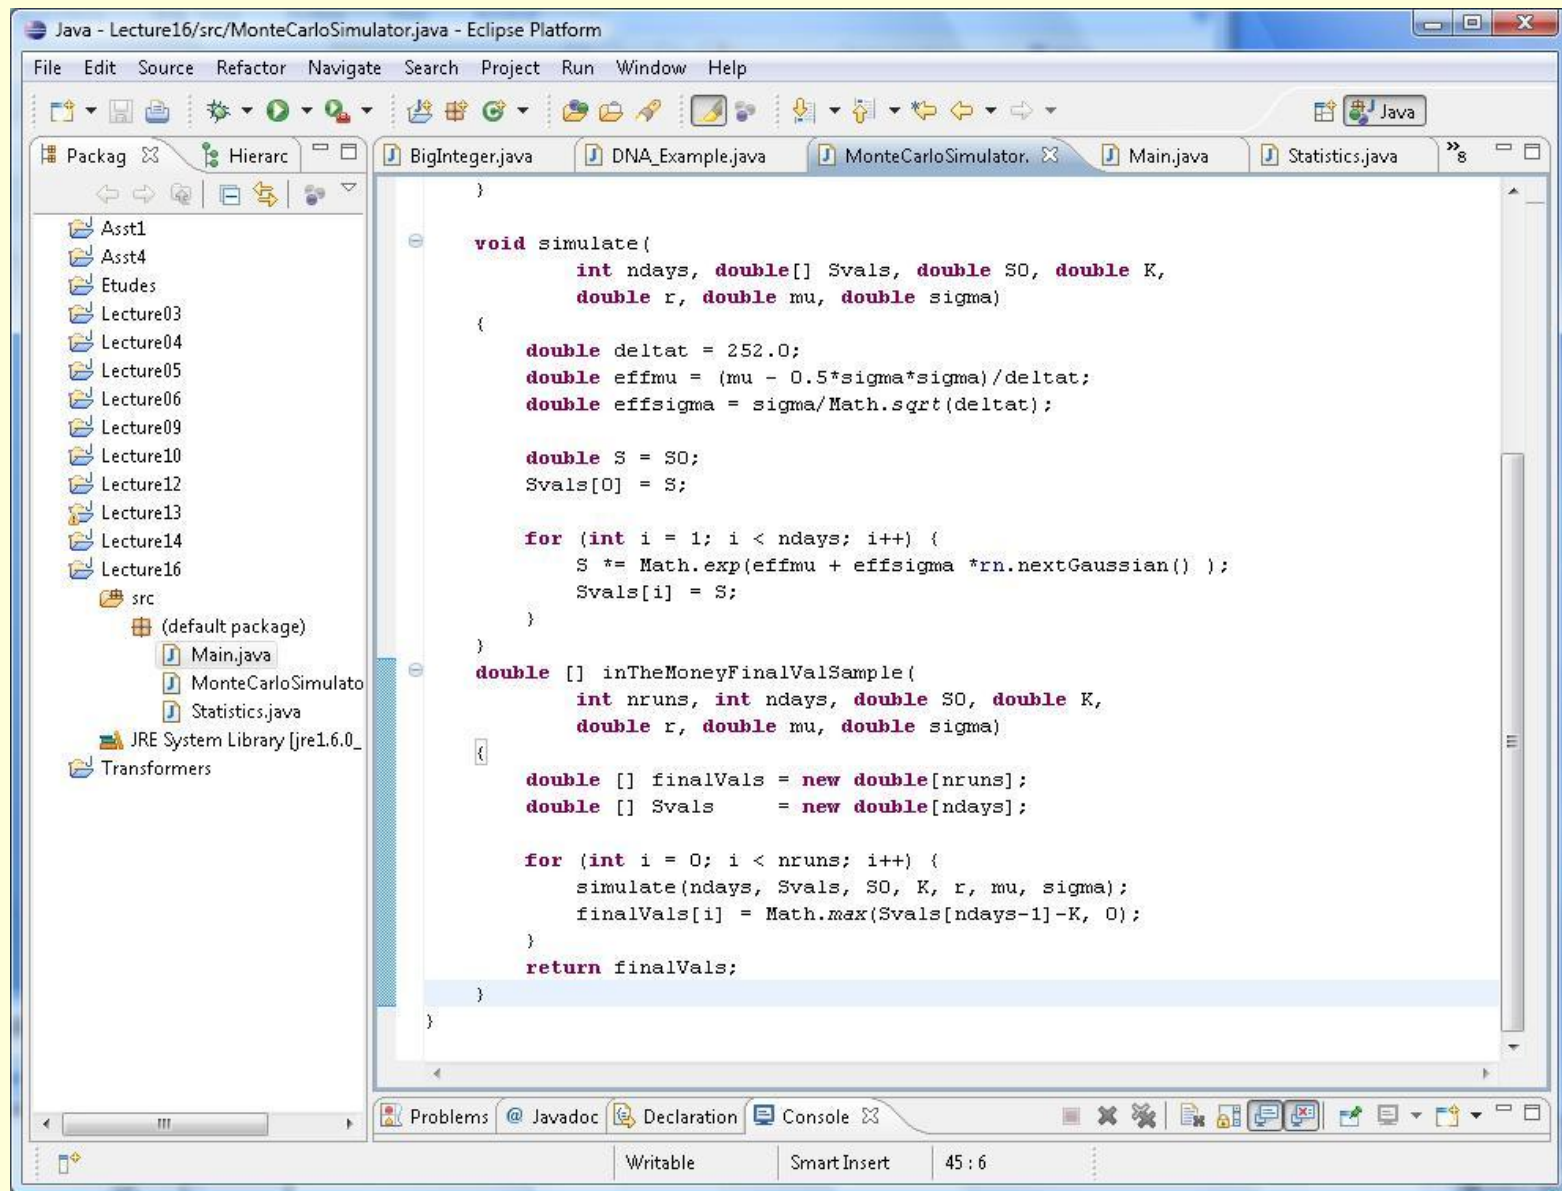 Java - Lecture16/src/MonteCarloSimulator.java - Eclipse Platform
File Edit Source Refactor Navigate Search Project Run Window Help
Java
Packag
Hierarc
BigInteger.java
DNA_Example.java
MonteCarloSimulator.
Main.java
Statistics.java
»8
Asst1
Asst4
Etudes
Lecture03
Lecture04
Lecture05
Lecture06
Lecture09
Lecture10
Lecture12
Lecture13
Lecture14
Lecture16
src
(default package)
Main.java
MonteCarloSimulato
Statistics.java
JRE System Library [jre1.6.0_
Transformers
}
void simulate(
int ndays, double[] Svals, double S0, double K,
double r, double mu, double sigma)
{
double deltat = 252.0;
double effmu = (mu - 0.5*sigma*sigma)/deltat;
double effsigma = sigma/Math.sqrt(deltat);
double S = S0;
Svals[0] = S;
for (int i = 1; i < ndays; i++) {
S *= Math.exp(effmu + effsigma *rn.nextGaussian() );
Svals[i] = S;
}
}
double [] inTheMoneyFinalValSample(
int nruns, int ndays, double S0, double K,
double r, double mu, double sigma)
{
double [] finalVals = new double[nruns];
double [] Svals     = new double[ndays];
for (int i = 0; i < nruns; i++) {
simulate(ndays, Svals, S0, K, r, mu, sigma);
finalVals[i] = Math.max(Svals[ndays-1]-K, 0);
}
return finalVals;
}
}
Problems
@ Javadoc
Declaration
Console
Writable
Smart Insert
45 : 6